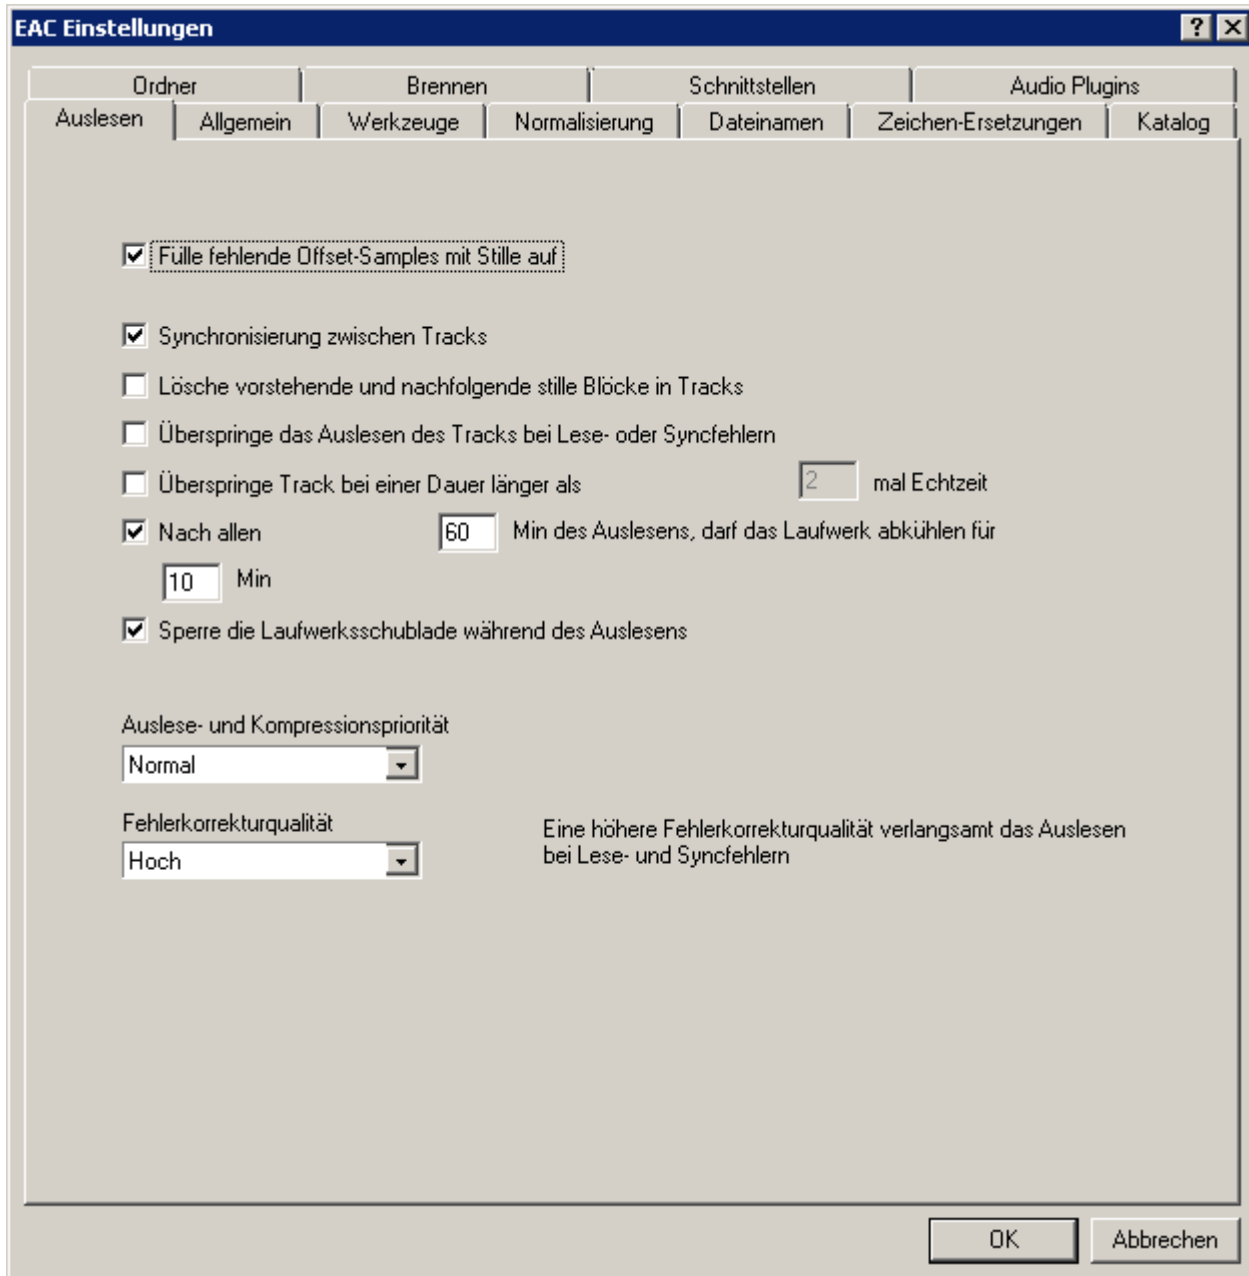 EAC Einstellungen
Ordner Brennen Schnittstellen Audio Plugins
Auslesen Allgemein Werkzeuge Normalisierung Dateinamen Zeichen-Ersetzungen Katalog
Fülle fehlende Offset-Samples mit Stille auf
Synchronisierung zwischen Tracks
Lösche vorstehende und nachfolgende stille Blöcke in Tracks
Überspringe das Auslesen des Tracks bei Lese- oder Syncfehlern
Überspringe Track bei einer Dauer länger als 2 mal Echtzeit
Nach allen 60 Min des Auslesens, darf das Laufwerk abkühlen für
10 Min
Sperre die Laufwerksschublade während des Auslesens
Auslese- und Kompressionspriorität
Normal
Fehlerkorrekturqualität
Hoch
Eine höhere Fehlerkorrekturqualität verlangsamt das Auslesen
bei Lese- und Syncfehlern
OK Abbrechen